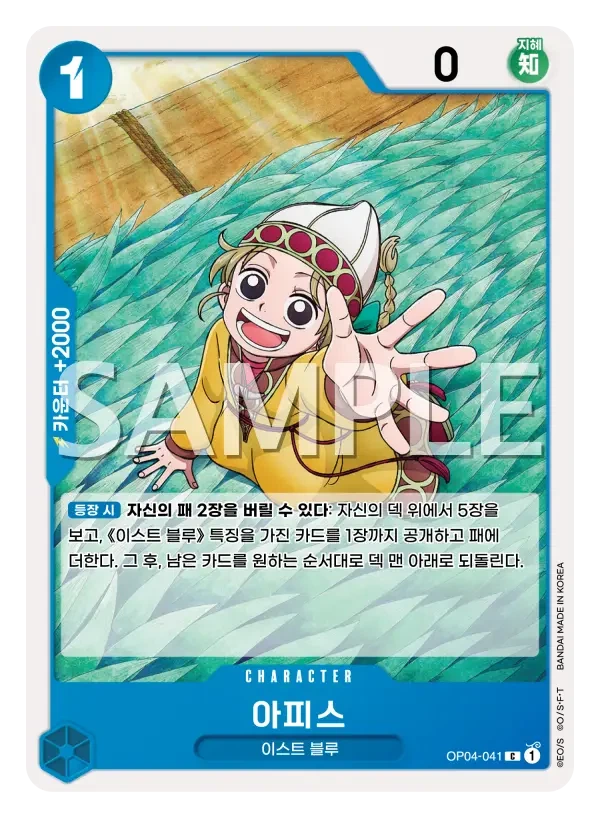 1
0
지혜
知
카운터 +2000
SAMPLE
등장 시 자신의 패 2장을 버릴 수 있다: 자신의 덱 위에서 5장을
보고, 《이스트 블루》 특징을 가진 카드를 1장까지 공개하고 패에
더한다. 그 후, 남은 카드를 원하는 순서대로 덱 맨 아래로 되돌린다.
CHARACTER
아피스
이스트 블루
OP04-041 C 1
©EO/S ©O/S·F·T BANDAI MADE IN KOREA